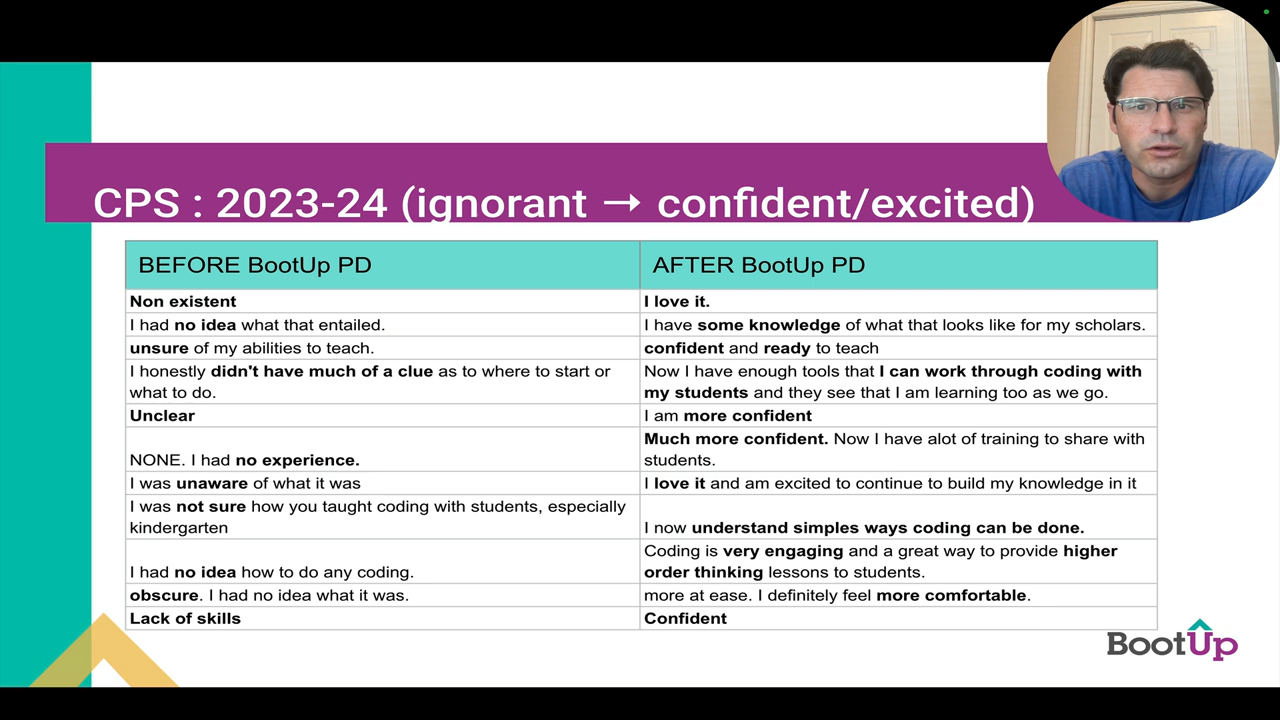 CPS : 2023-24 (ignorant → confident/excited)
BEFORE BootUp PD
AFTER BootUp PD
Non existent
I love it.
I had no idea what that entailed.
I have some knowledge of what that looks like for my scholars.
unsure of my abilities to teach.
confident and ready to teach
I honestly didn't have much of a clue as to where to start or
what to do.
Now I have enough tools that I can work through coding with
my students and they see that I am learning too as we go.
Unclear
I am more confident
NONE. I had no experience.
Much more confident. Now I have alot of training to share with
students.
I was unaware of what it was
I love it and am excited to continue to build my knowledge in it
I was not sure how you taught coding with students, especially
kindergarten
I now understand simples ways coding can be done.
I had no idea how to do any coding.
Coding is very engaging and a great way to provide higher
order thinking lessons to students.
obscure. I had no idea what it was.
more at ease. I definitely feel more comfortable.
Lack of skills
Confident
BootUp